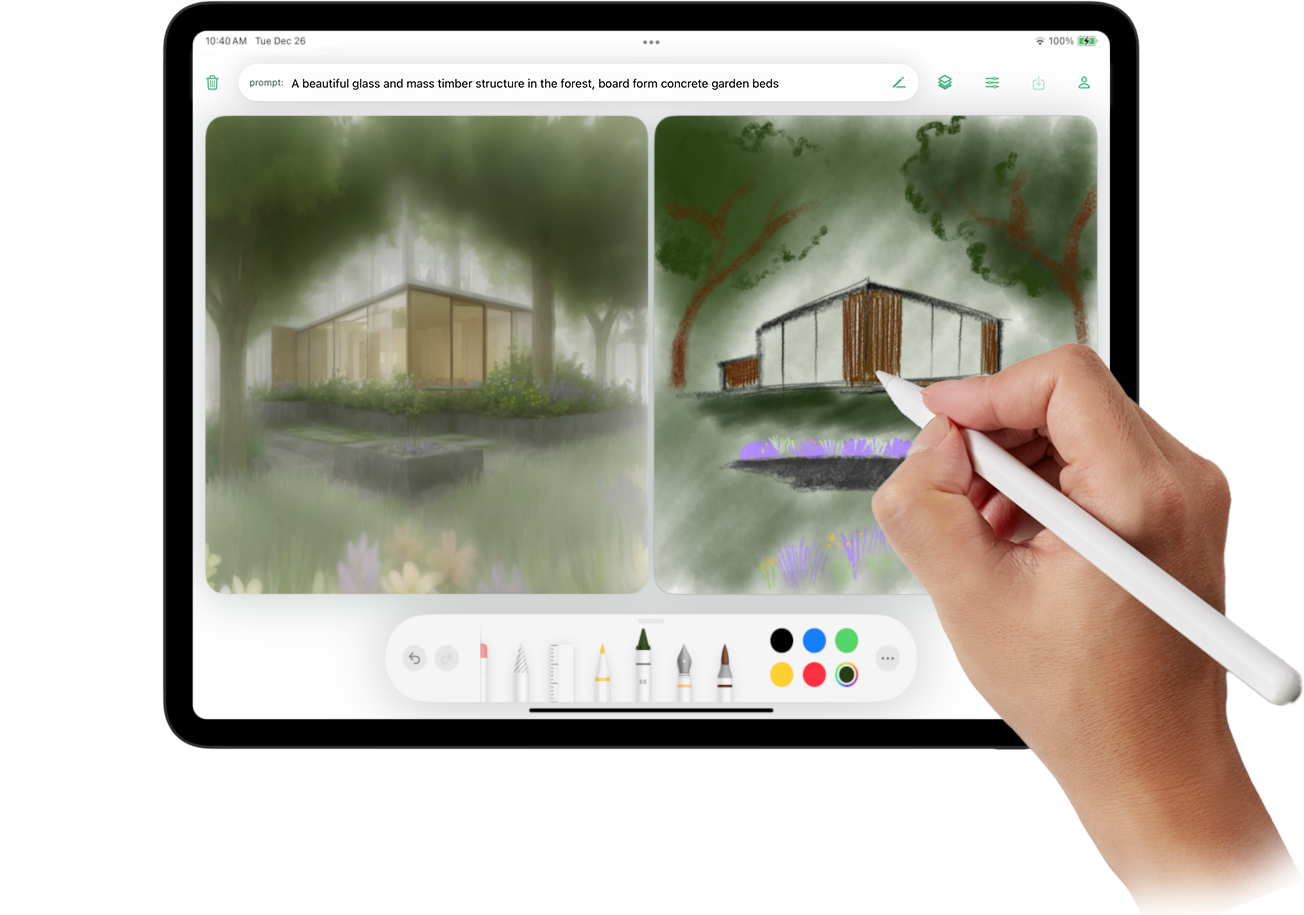 10:40 AM Tue Dec 26
100%
prompt: A beautiful glass and mass timber structure in the forest, board form concrete garden beds